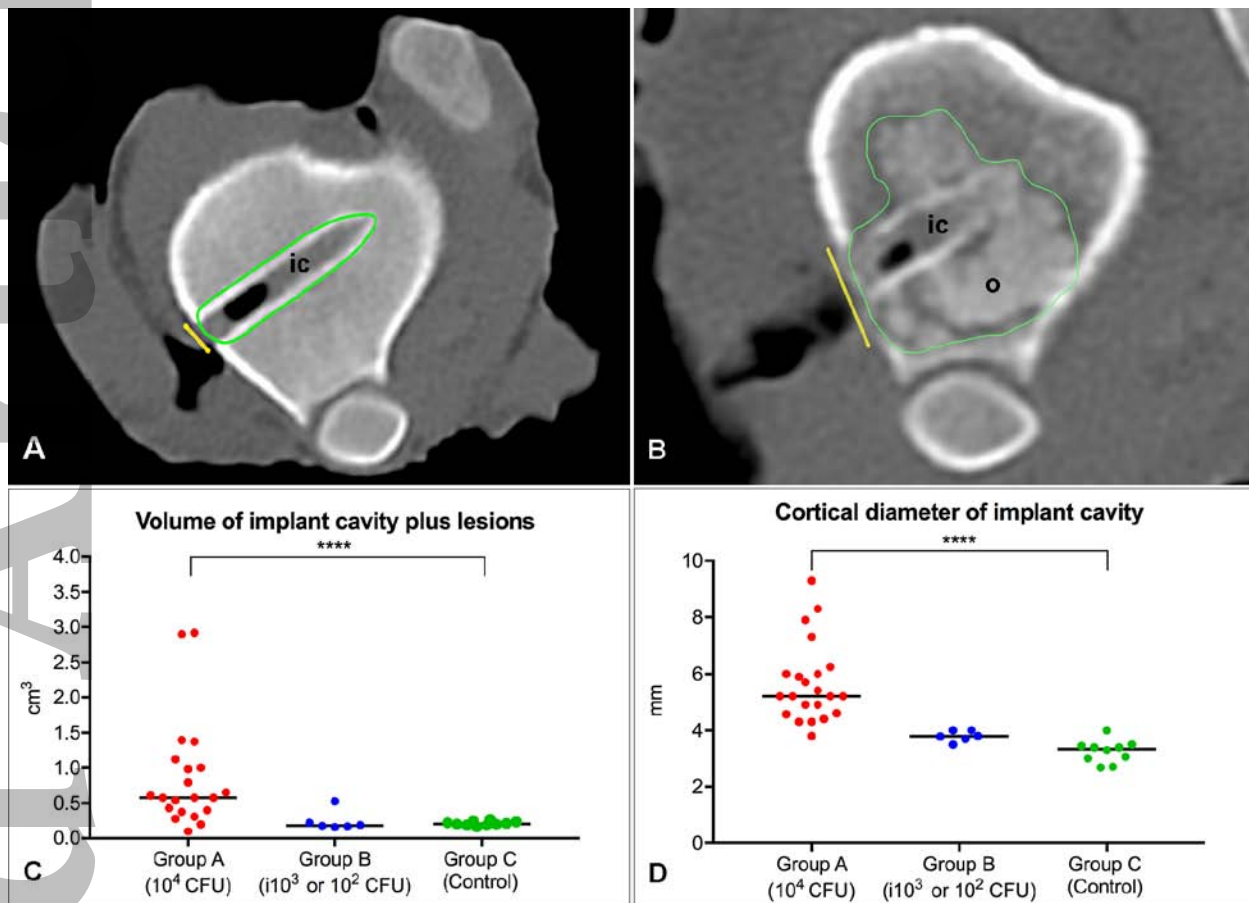 ic
A
ic
o
B
Volume of implant cavity plus lesions
****
4.0
3.5
3.0
2.5
2.0
1.5
1.0
0.5
0.0
cm³
Group A
(10⁴ CFU)
Group B
(i10³ or 10² CFU)
Group C
(Control)
C
Cortical diameter of implant cavity
****
10
8
6
4
2
0
mm
Group A
(10⁴ CFU)
Group B
(i10³ or 10² CFU)
Group C
(Control)
D